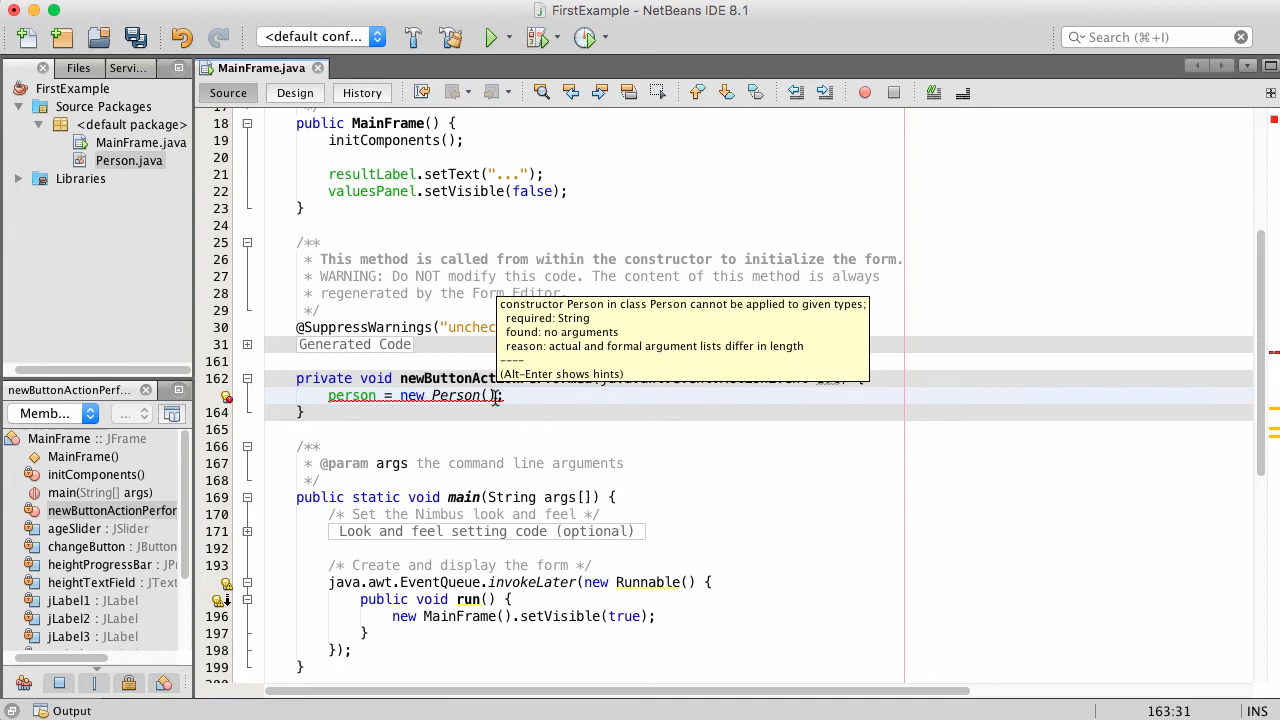 FirstExample - NetBeans IDE 8.1
<default conf...
Search (⌘+I)
Files
Servi...
MainFrame.java
FirstExample
Source Packages
<default package>
MainFrame.java
Person.java
Libraries
Source
Design
History
17
18 public MainFrame() {
19 initComponents();
20
21 resultLabel.setText("...");
22 valuesPanel.setVisible(false);
23 }
25 /**
26 * This method is called from within the constructor to initialize the form.
27 * WARNING: Do NOT modify this code. The content of this method is always
28 * regenerated by the Form Editor.
29 */
30 @SuppressWarnings("unchec
31 Generated Code
constructor Person in class Person cannot be applied to given types;
required: String
found: no arguments
reason: actual and formal argument lists differ in length
----
(Alt-Enter shows hints)
161
162 private void newButtonAct
person = new Person();
164 }
165
166 /**
167 * @param args the command line arguments
168 */
169 public static void main(String args[]) {
170 /* Set the Nimbus look and feel */
171 Look and feel setting code (optional)
192
193 /* Create and display the form */
java.awt.EventQueue.invokeLater(new Runnable() {
public void run() {
196 new MainFrame().setVisible(true);
197 }
198 });
199 }
newButtonActionPerf...
Memb...
...
MainFrame :: JFrame
MainFrame()
initComponents()
main(String[] args)
newButtonActionPerfor
ageSlider : JSlider
changeButton : JButton
heightProgressBar : JP
heightTextField : JText
jLabel1 : JLabel
jLabel2 : JLabel
jLabel3 : JLabel
Output
163:31
INS